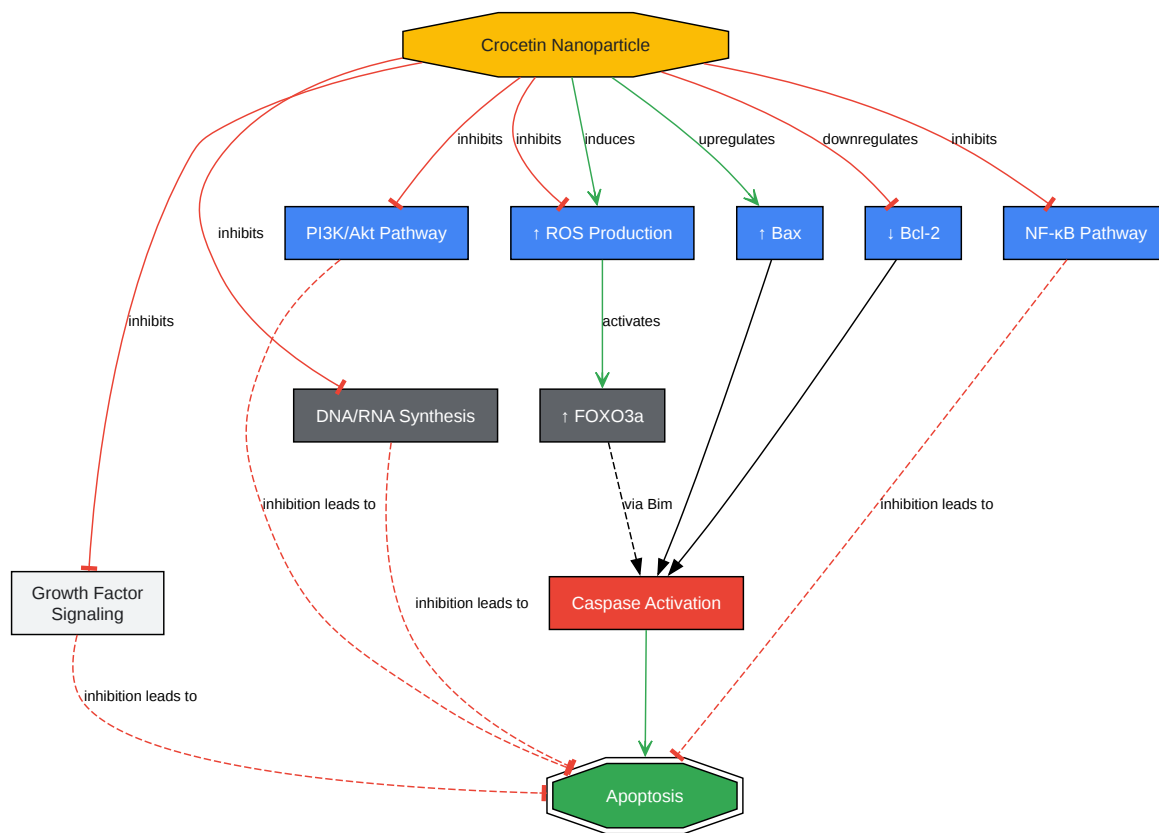 Crocetin Nanoparticle
inhibits
inhibits
induces
upregulates
downregulates
inhibits
PI3K/Akt Pathway
↑ ROS Production
↑ Bax
↓ Bcl-2
NF-κB Pathway
inhibits
inhibits
activates
DNA/RNA Synthesis
↑ FOXO3a
inhibition leads to
via Bim
inhibition leads to
Growth Factor
Signaling
inhibition leads to
Caspase Activation
inhibition leads to
Apoptosis